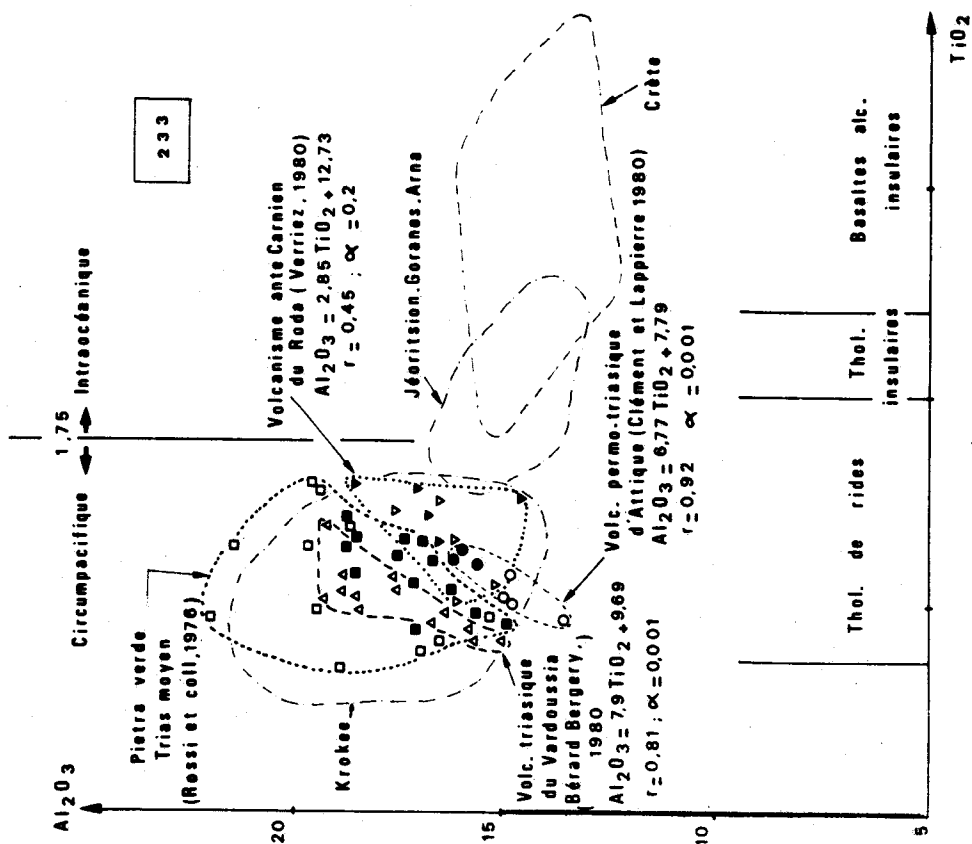 233
Al₂O₃
Circumpacifique
1,75
Intraocéanique
Pietra verde
Trias moyen
(Rossi et coll,1976)
Krokee
Volcanisme ante Carnien
du Roda (Verriez, 1980)
Al₂O₃ = 2,85 TiO₂ + 12,73
r = 0,45 ; α = 0,2
Jéoritsion.Goranes.Arna
Crète
Volc. triasique
du Vardoussia
(Bérard Bergery,
1980
Al₂O₃ = 7,9 TiO₂ + 9,69
r = 0,81 ; α = 0,001
Volc. permo-triasique
d'Attique (Clément et Lappierre 1980)
Al₂O₃ = 6,77 TiO₂ + 7,79
r = 0,92 α = 0,001
Thol. de rides
Thol.
insulaires
Basaltes alc.
insulaires
20
15
10
5
TiO₂